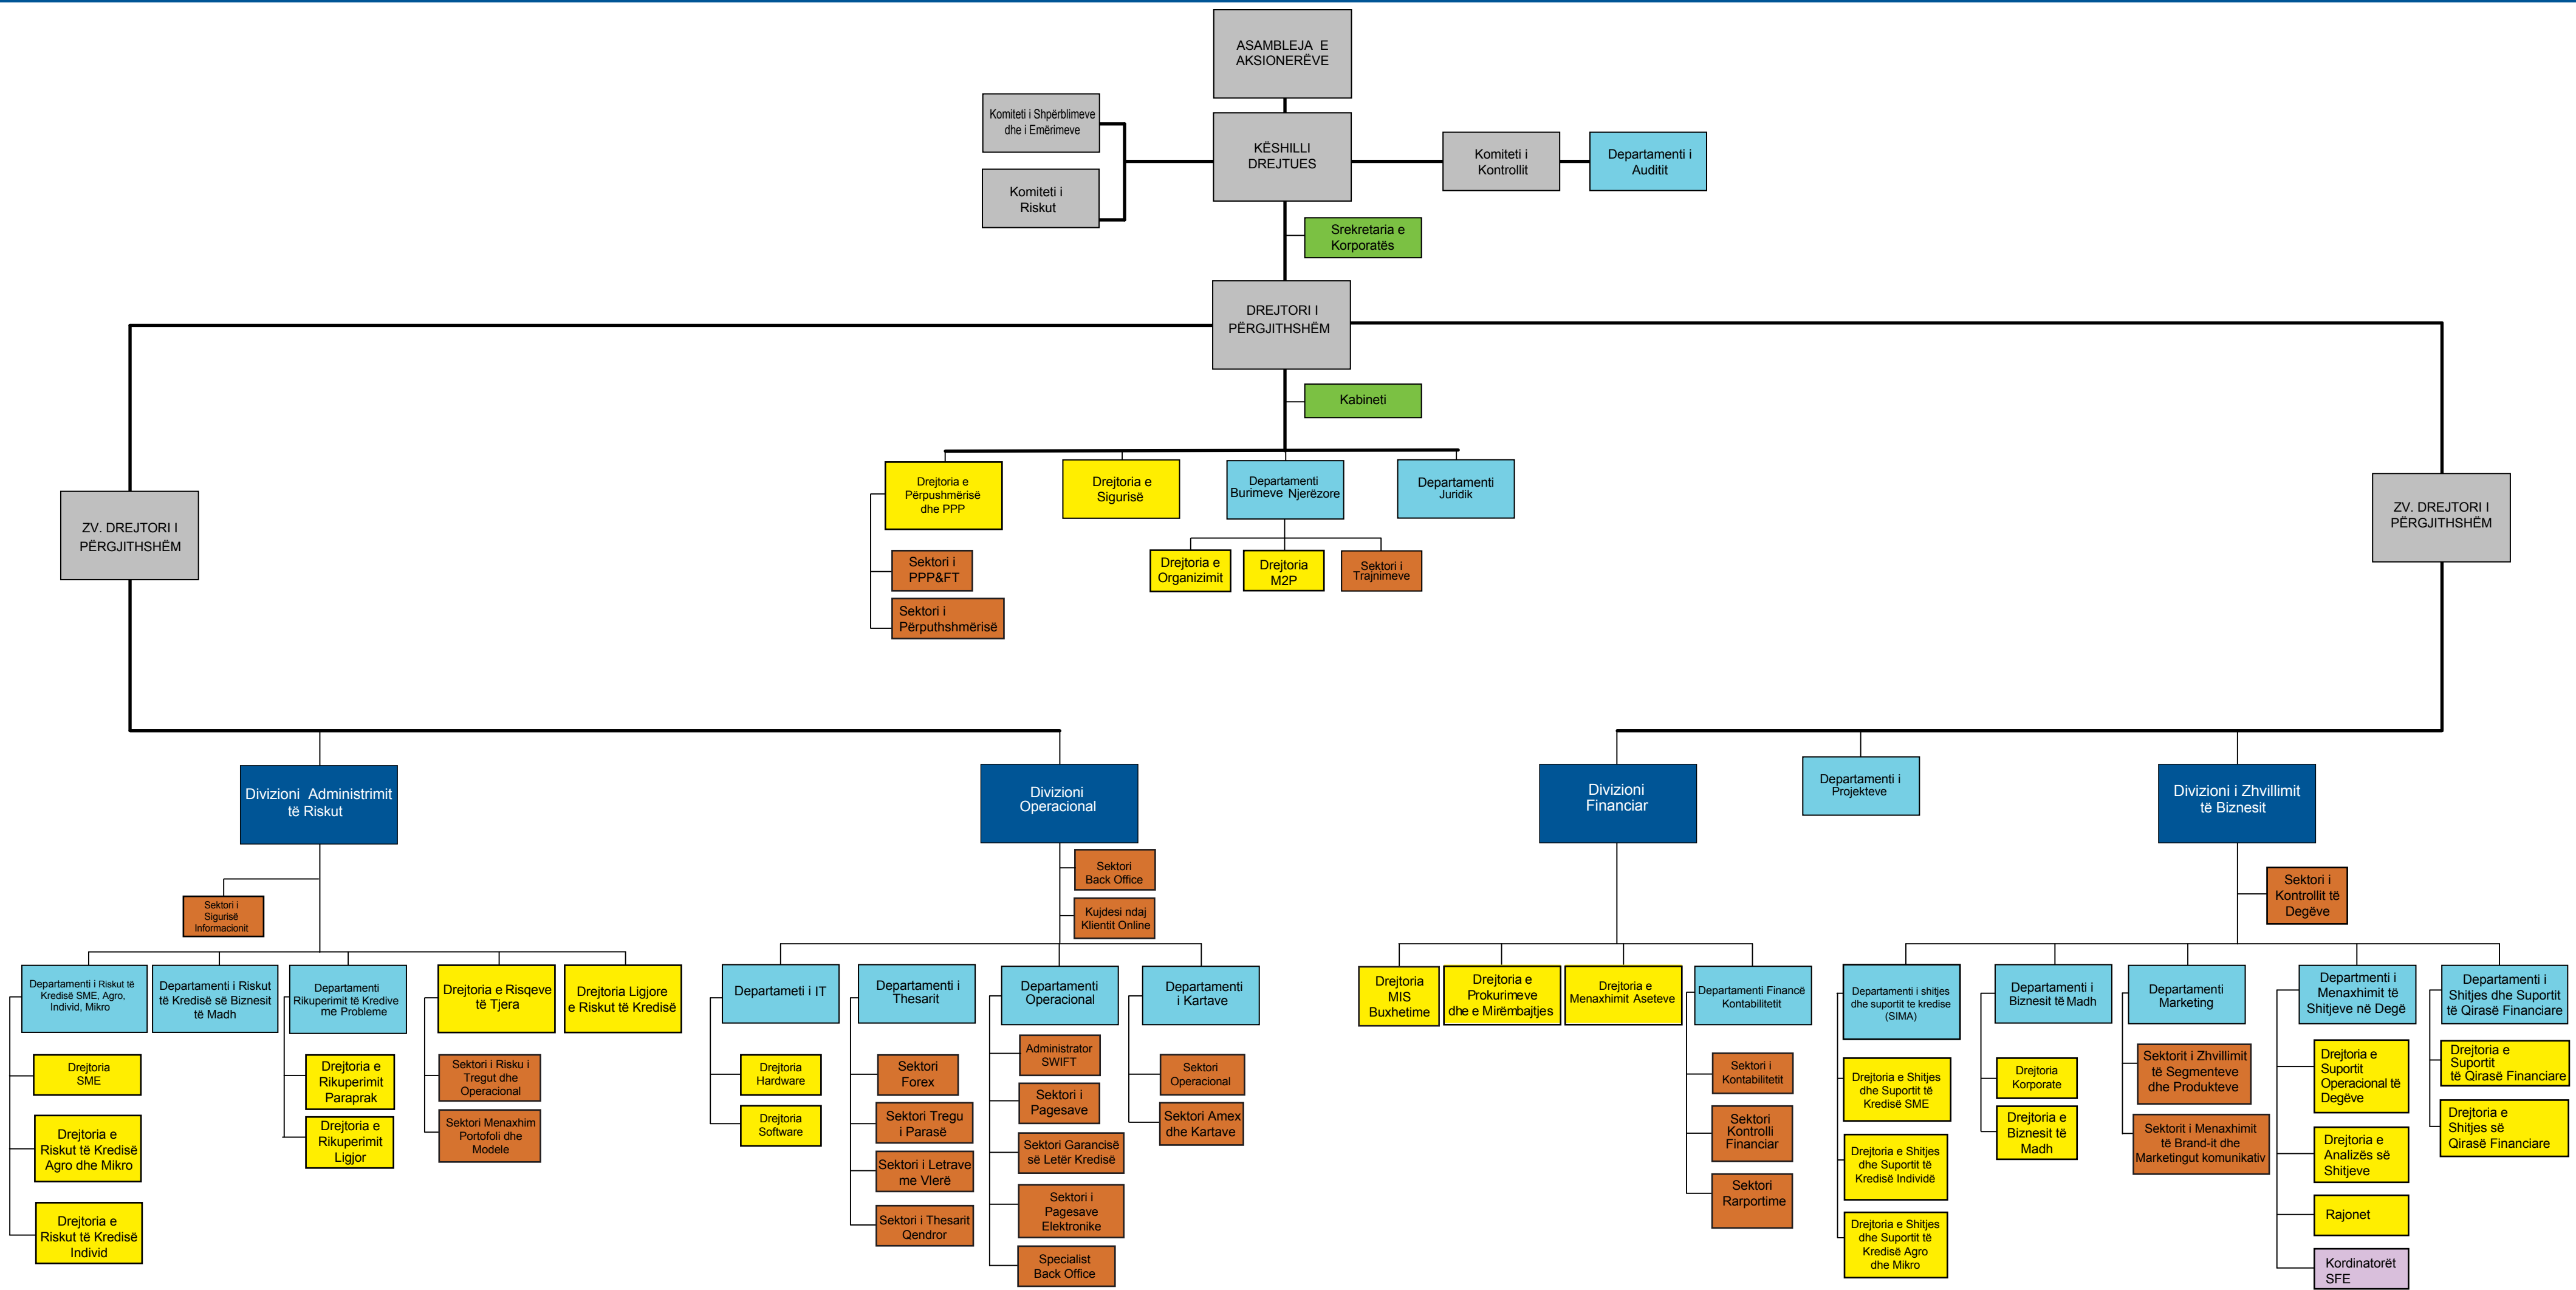 ASAMBLEJA E
AKSIONERËVE
Komiteti i Shpërblimeve
dhe i Emërimeve
KËSHILLI
DREJTUES
Komiteti i
Kontrollit
Departamenti i
Auditit
Komiteti i
Riskut
Srekretaria e
Korporatës
DREJTORI I
PËRGJITHSHËM
Kabineti
Drejtoria e
Përpushmërisë
dhe PPP
Drejtoria e
Sigurisë
Departamenti
Burimeve Njerëzore
Departamenti
Juridik
ZV. DREJTORI I
PËRGJITHSHËM
ZV. DREJTORI I
PËRGJITHSHËM
Sektori i
PPP&FT
Sektori i
Përputhshmërisë
Drejtoria e
Organizimit
Drejtoria
M2P
Sektori i
Trajnimeve
Divizioni Administrimit
të Riskut
Divizioni
Operacional
Divizioni
Financiar
Departamenti i
Projekteve
Divizioni i Zhvillimit
të Biznesit
Sektori i
Sigurisë
Informacionit
Sektori
Back Office
Kujdesi ndaj
Klientit Online
Sektori i
Kontrollit të
Degëve
Departamenti i Riskut të
Kredisë SME, Agro,
Individ, Mikro
Departamenti i Riskut
të Kredisë së Biznesit
të Madh
Departamenti
Rikuperimit të Kredive
me Probleme
Drejtoria e Risqeve
të Tjera
Drejtoria Ligjore
e Riskut të Kredisë
Departameti i IT
Departamenti i
Thesarit
Departamenti
Operacional
Departamenti
i Kartave
Drejtoria
MIS
Buxhetime
Drejtoria e
Prokurimeve
dhe e Mirëmbajtjes
Drejtoria e
Menaxhimit Aseteve
Departamenti Financë
Kontabilitetit
Departamenti i shitjes
dhe suportit te kredise
(SIMA)
Departamenti i
Biznesit të Madh
Departamenti
Marketing
Departmenti i
Menaxhimit të
Shitjeve në Degë
Departamenti i
Shitjes dhe Suportit
të Qirasë Financiare
Drejtoria
SME
Drejtoria e
Riskut të Kredisë
Agro dhe Mikro
Drejtoria e
Riskut të Kredisë
Individ
Drejtoria e
Rikuperimit
Paraprak
Drejtoria e
Rikuperimit
Ligjor
Sektori i Risku i
Tregut dhe
Operacional
Sektori Menaxhim
Portofoli dhe
Modele
Drejtoria
Hardware
Drejtoria
Software
Sektori
Forex
Sektori Tregu
i Parasë
Sektori i Letrave
me Vlerë
Sektori i Thesarit
Qendror
Administrator
SWIFT
Sektori i
Pagesave
Sektori Garancisë
së Letër Kredisë
Sektori i
Pagesave
Elektronike
Specialist
Back Office
Sektori
Operacional
Sektori Amex
dhe Kartave
Sektori i
Kontabilitetit
Sektori
Kontrolli
Financiar
Sektori
Rarportime
Drejtoria e Shitjes
dhe Suportit të
Kredisë SME
Drejtoria e Shitjes
dhe Suportit të
Kredisë Individë
Drejtoria e Shitjes
dhe Suportit të
Kredisë Agro
dhe Mikro
Drejtoria
Korporate
Drejtoria e
Biznesit të
Madh
Sektorit i Zhvillimit
të Segmenteve
dhe Produkteve
Sektorit i Menaxhimit
të Brand-it dhe
Marketingut komunikativ
Drejtoria e
Suportit
Operacional të
Degëve
Drejtoria e
Analizës së
Shitjeve
Rajonet
Kordinatorët
SFE
Drejtoria e
Suportit
të Qirasë Financiare
Drejtoria e
Shitjes së
Qirasë Financiare